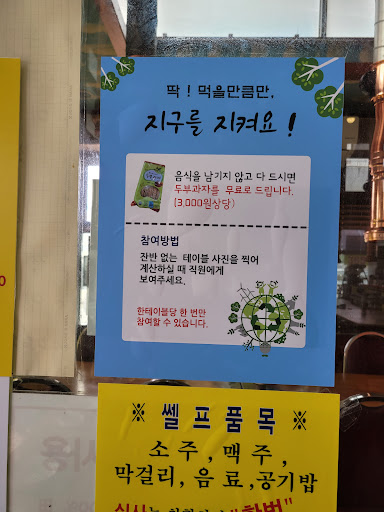 딱! 먹을만큼만,
지구를 지켜요!
음식을 남기지 않고 다 드시면
두부과자를 무료로 드립니다.
(3,000원상당)
참여방법
잔반 없는 테이블 사진을 찍어
계산하실 때 직원에게
보여주세요.
한테이블당 한 번만
참여할 수 있습니다.
※ 쎌프품목 ※
소주, 맥주,
막걸리, 음료, 공기밥
"한번"